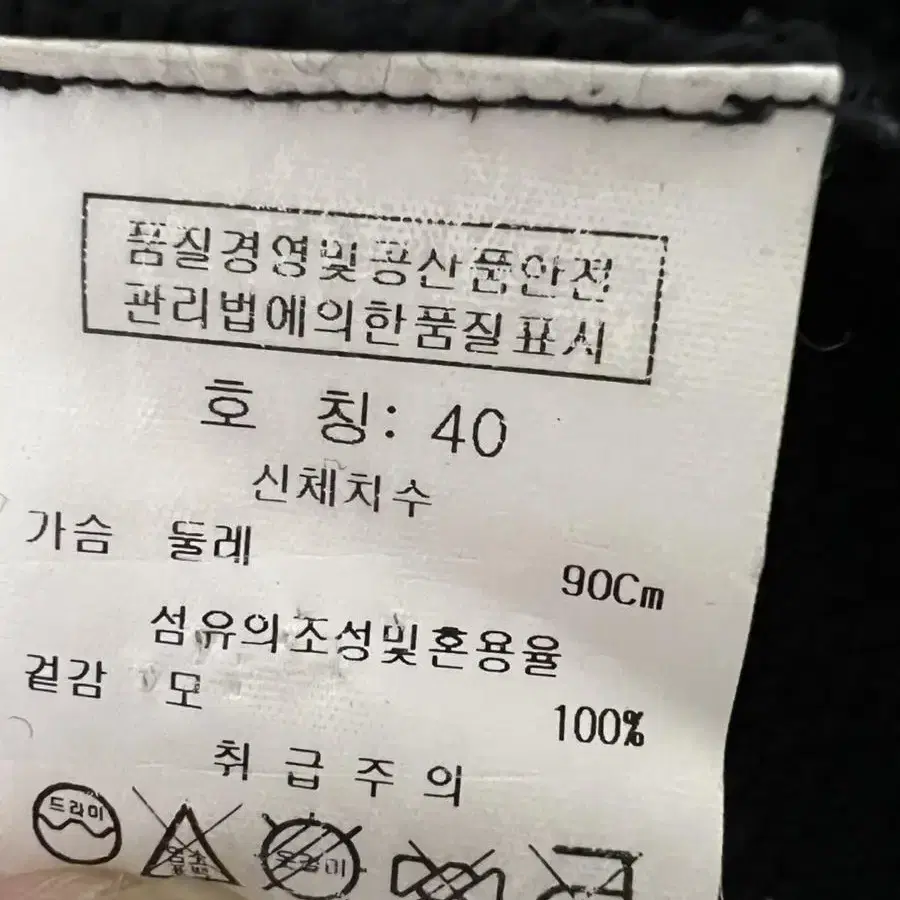 품질경영및공산품안전
관리법에의한품질표시
호 칭: 40
신체치수
가슴 둘레 90Cm
섬유의조성및혼용율
겉감 모 100%
취 급 주 의
드라이